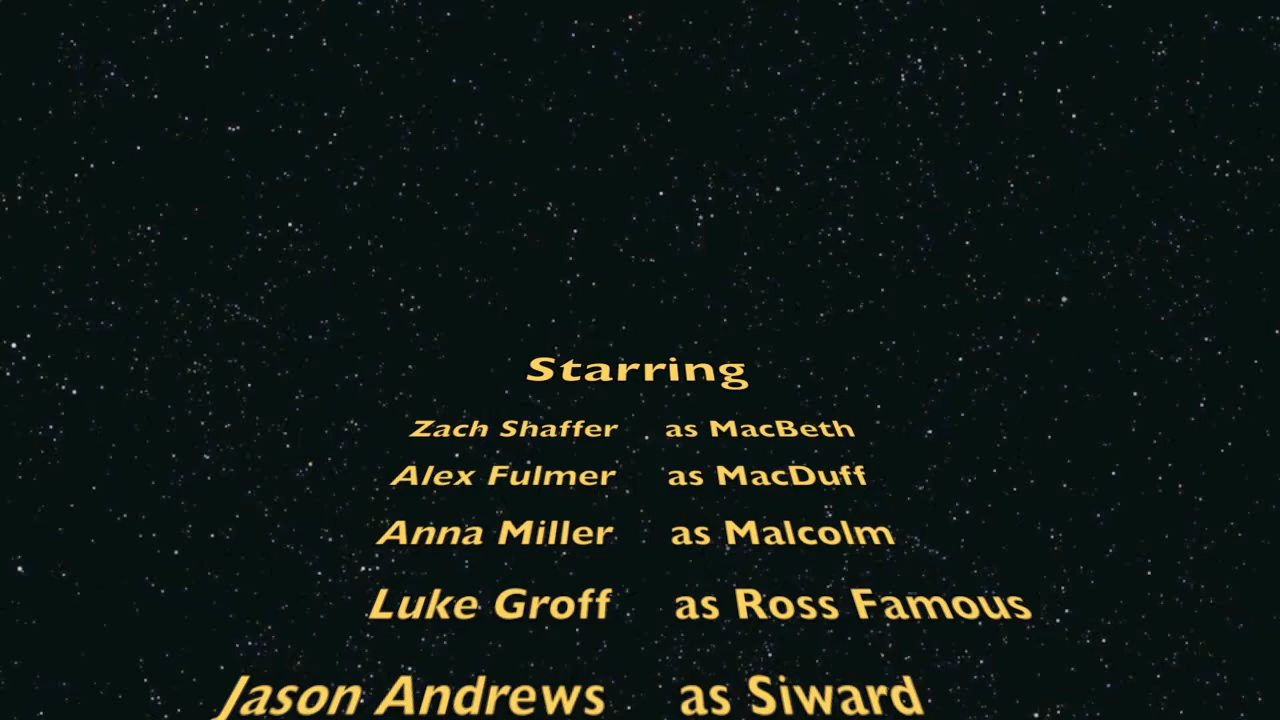 Starring
Zach Shaffer as MacBeth
Alex Fulmer as MacDuff
Anna Miller as Malcolm
Luke Groff as Ross Famous
Jason Andrews as Siward